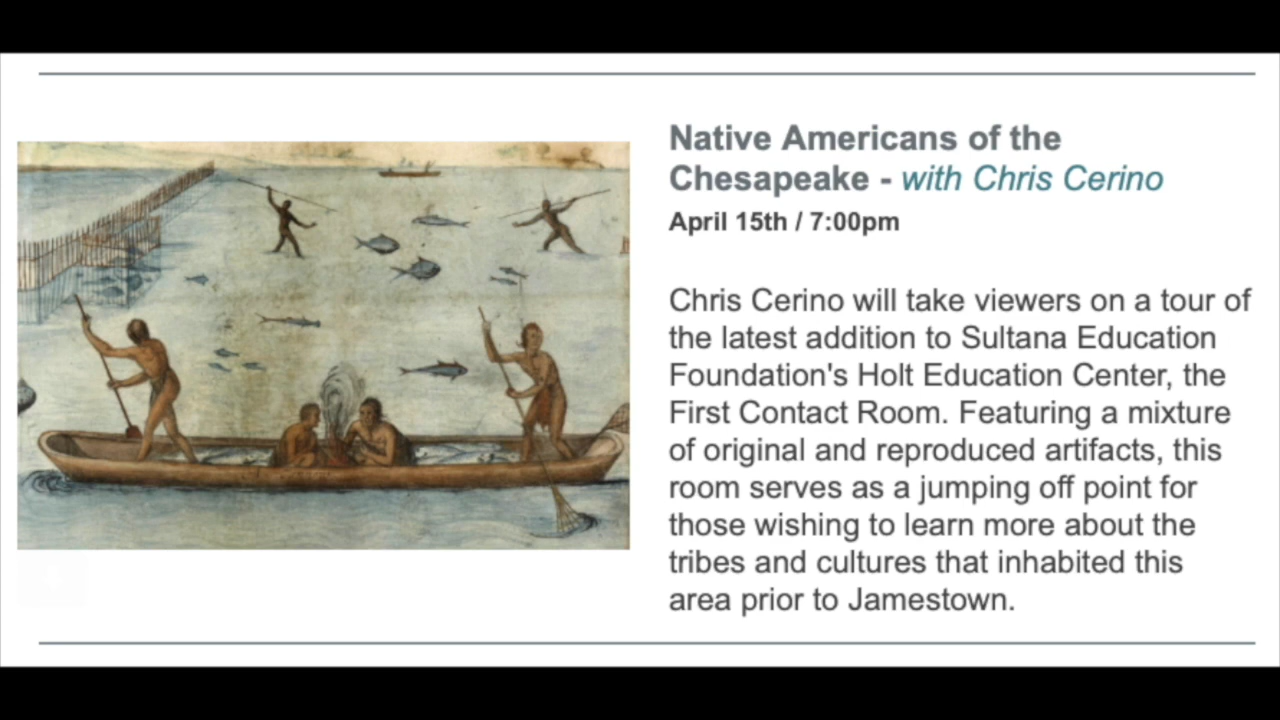 Native Americans of the
Chesapeake - with Chris Cerino
April 15th / 7:00pm
Chris Cerino will take viewers on a tour of
the latest addition to Sultana Education
Foundation's Holt Education Center, the
First Contact Room. Featuring a mixture
of original and reproduced artifacts, this
room serves as a jumping off point for
those wishing to learn more about the
tribes and cultures that inhabited this
area prior to Jamestown.